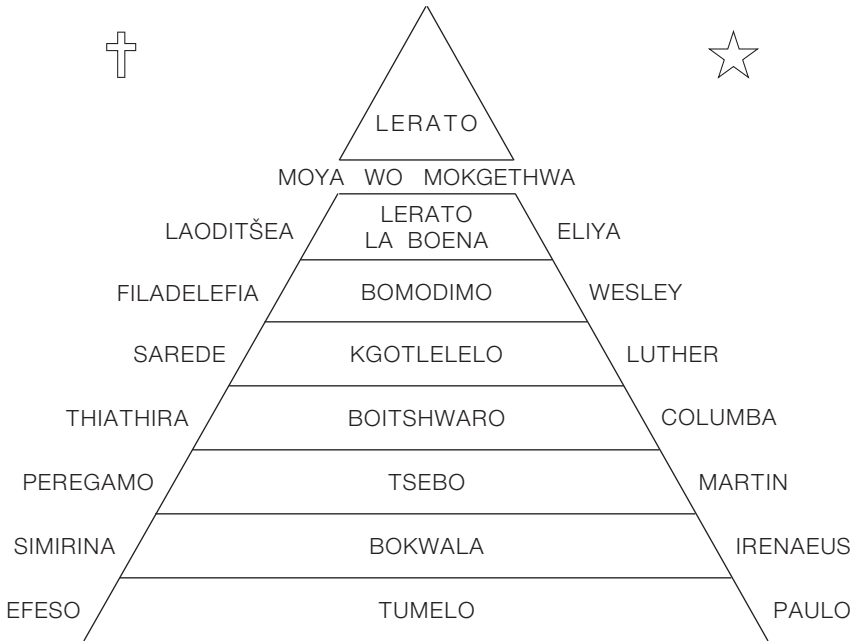 LERATO
MOYA WO MOKGETHWA
LAODITŠEA LERATO LA BOENA ELIYA
FILADELEFIA BOMODIMO WESLEY
SAREDE KGOTLELELO LUTHER
THIATHIRA BOITSHWARO COLUMBA
PEREGAMO TSEBO MARTIN
SIMIRINA BOKWALA IRENAEUS
EFESO TUMELO PAULO